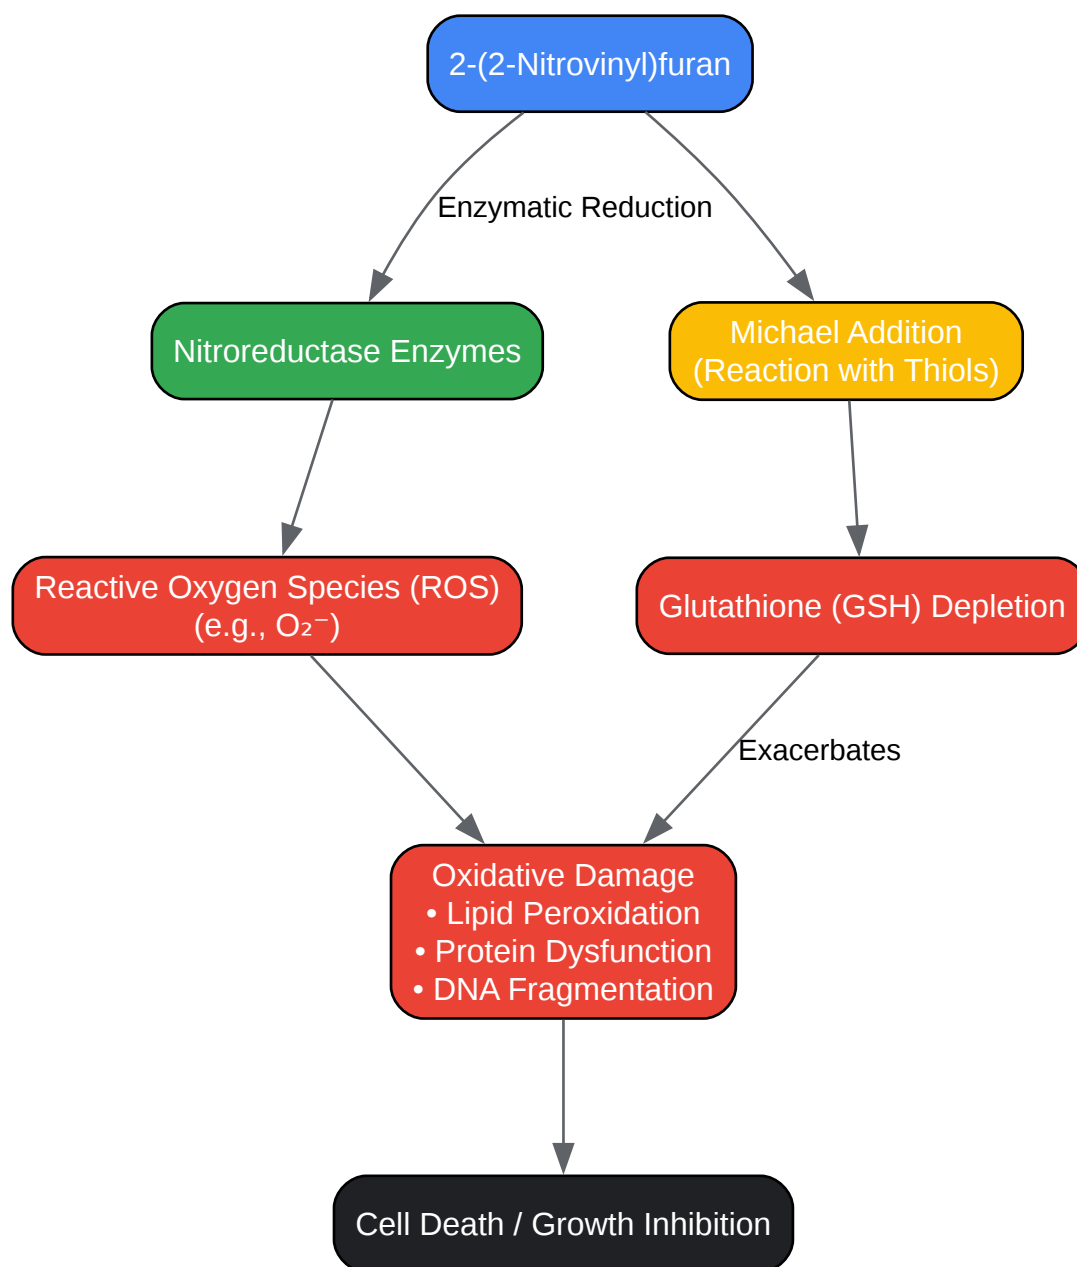 2-(2-Nitrovinyl)furan
Enzymatic Reduction
Nitroreductase Enzymes
Michael Addition
(Reaction with Thiols)
Reactive Oxygen Species (ROS)
(e.g., O₂⁻)
Glutathione (GSH) Depletion
Exacerbates
Oxidative Damage
• Lipid Peroxidation
• Protein Dysfunction
• DNA Fragmentation
Cell Death / Growth Inhibition